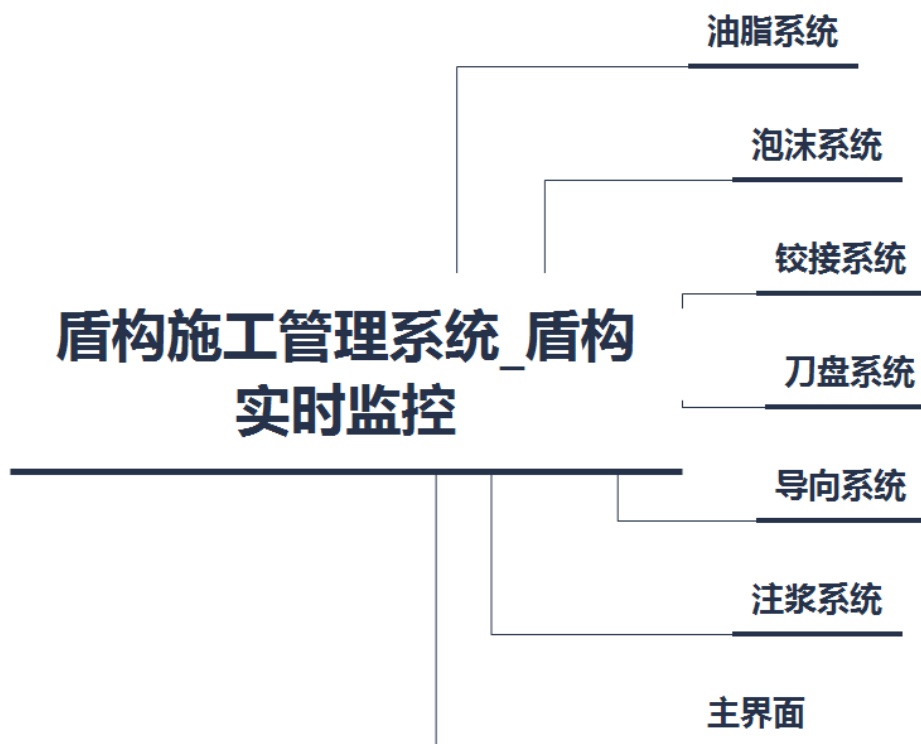 油脂系统
泡沫系统
铰接系统
盾构施工管理系统_盾构
实时监控
刀盘系统
导向系统
注浆系统
主界面